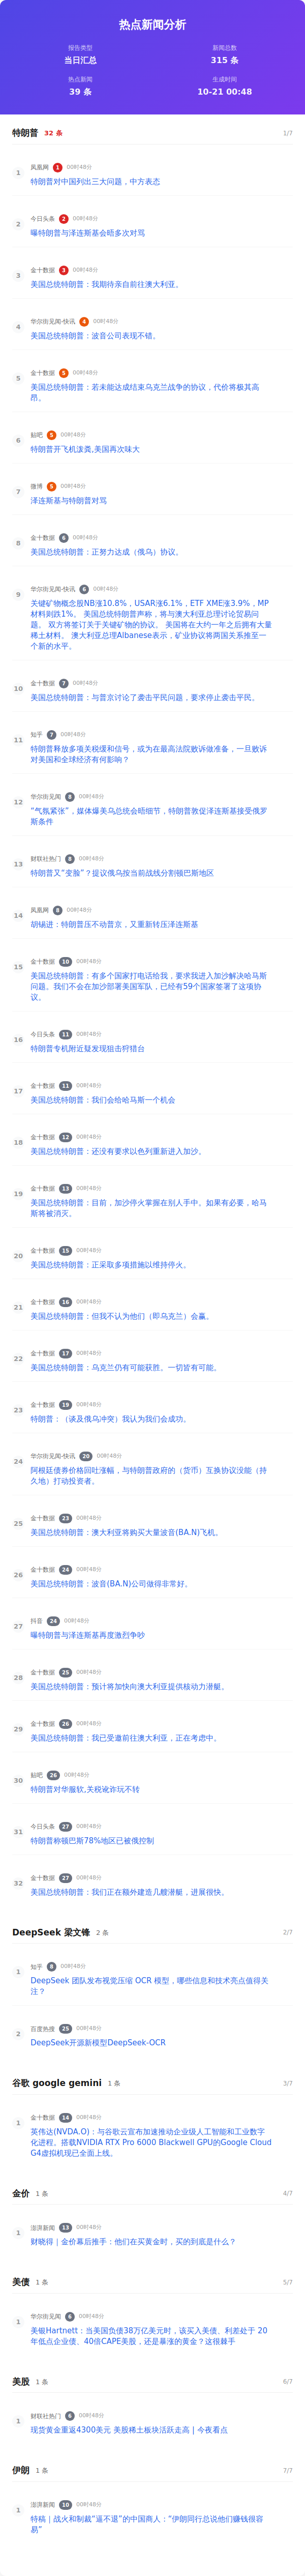 热点新闻分析
报告类型
当日汇总
新闻总数
315 条
热点新闻
39 条
生成时间
10-21 00:48
特朗普 32 条 1/7
1
凤凰网 1 00时48分
特朗普对中国列出三大问题，中方表态
2
今日头条 2 00时48分
曝特朗普与泽连斯基会晤多次对骂
3
金十数据 3 00时48分
美国总统特朗普：我期待亲自前往澳大利亚。
4
华尔街见闻-快讯 4 00时48分
美国总统特朗普：波音公司表现不错。
5
金十数据 5 00时48分
美国总统特朗普：若未能达成结束乌克兰战争的协议，代价将极其高
昂。
6
贴吧 5 00时48分
特朗普开飞机泼粪,美国再次味大
7
微博 5 00时48分
泽连斯基与特朗普对骂
8
金十数据 6 00时48分
美国总统特朗普：正努力达成（俄乌）协议。
9
华尔街见闻-快讯 6 00时48分
关键矿物概念股NB涨10.8%，USAR涨6.1%，ETF XME涨3.9%，MP
材料则跌1%。 美国总统特朗普声称，将与澳大利亚总理讨论贸易问
题。 双方将签订关于关键矿物的协议。 美国将在大约一年之后拥有大量
稀土材料。 澳大利亚总理Albanese表示，矿业协议将两国关系推至一
个新的水平。
10
金十数据 7 00时48分
美国总统特朗普：与普京讨论了袭击平民问题，要求停止袭击平民。
11
知乎 7 00时48分
特朗普释放多项关税缓和信号，或为在最高法院败诉做准备，一旦败诉
对美国和全球经济有何影响？
12
华尔街见闻 8 00时48分
“气氛紧张”，媒体爆美乌总统会晤细节，特朗普敦促泽连斯基接受俄罗
斯条件
13
财联社热门 8 00时48分
特朗普又“变脸”？提议俄乌按当前战线分割顿巴斯地区
14
凤凰网 8 00时48分
胡锡进：特朗普压不动普京，又重新转压泽连斯基
15
金十数据 10 00时48分
美国总统特朗普：有多个国家打电话给我，要求我进入加沙解决哈马斯
问题。我们不会在加沙部署美国军队，已经有59个国家签署了这项协
议。
16
今日头条 11 00时48分
特朗普专机附近疑发现狙击狩猎台
17
金十数据 11 00时48分
美国总统特朗普：我们会给哈马斯一个机会
18
金十数据 12 00时48分
美国总统特朗普：还没有要求以色列重新进入加沙。
19
金十数据 13 00时48分
美国总统特朗普：目前，加沙停火掌握在别人手中。如果有必要，哈马
斯将被消灭。
20
金十数据 15 00时48分
美国总统特朗普：正采取多项措施以维持停火。
21
金十数据 16 00时48分
美国总统特朗普：但我不认为他们（即乌克兰）会赢。
22
金十数据 17 00时48分
美国总统特朗普：乌克兰仍有可能获胜。一切皆有可能。
23
金十数据 19 00时48分
特朗普：（谈及俄乌冲突）我认为我们会成功。
24
华尔街见闻-快讯 20 00时48分
阿根廷债券价格回吐涨幅，与特朗普政府的（货币）互换协议没能（持
久地）打动投资者。
25
金十数据 23 00时48分
美国总统特朗普：澳大利亚将购买大量波音(BA.N)飞机。
26
金十数据 24 00时48分
美国总统特朗普：波音(BA.N)公司做得非常好。
27
抖音 24 00时48分
曝特朗普与泽连斯基再度激烈争吵
28
金十数据 25 00时48分
美国总统特朗普：预计将加快向澳大利亚提供核动力潜艇。
29
金十数据 26 00时48分
美国总统特朗普：我已受邀前往澳大利亚，正在考虑中。
30
贴吧 26 00时48分
特朗普对华服软,关税讹诈玩不转
31
今日头条 27 00时48分
特朗普称顿巴斯78%地区已被俄控制
32
金十数据 27 00时48分
美国总统特朗普：我们正在额外建造几艘潜艇，进展很快。
DeepSeek 梁文锋 2 条 2/7
1
知乎 8 00时48分
DeepSeek 团队发布视觉压缩 OCR 模型，哪些信息和技术亮点值得关
注？
2
百度热搜 25 00时48分
DeepSeek开源新模型DeepSeek-OCR
谷歌 google gemini 1 条 3/7
1
金十数据 14 00时48分
英伟达(NVDA.O)：与谷歌云宣布加速推动企业级人工智能和工业数字
化进程。搭载NVIDIA RTX Pro 6000 Blackwell GPU的Google Cloud
G4虚拟机现已全面上线。
金价 1 条 4/7
1
澎湃新闻 13 00时48分
财晓得｜金价幕后推手：他们在买黄金时，买的到底是什么？
美债 1 条 5/7
1
华尔街见闻 6 00时48分
美银Hartnett：当美国负债38万亿美元时，该买入美债、利差处于 20
年低点企业债、40倍CAPE美股，还是暴涨的黄金？这很棘手
美股 1 条 6/7
1
财联社热门 6 00时48分
现货黄金重返4300美元 美股稀土板块活跃走高 | 今夜看点
伊朗 1 条 7/7
1
澎湃新闻 10 00时48分
特稿｜战火和制裁“逼不退”的中国商人：“伊朗同行总说他们赚钱很容
易”